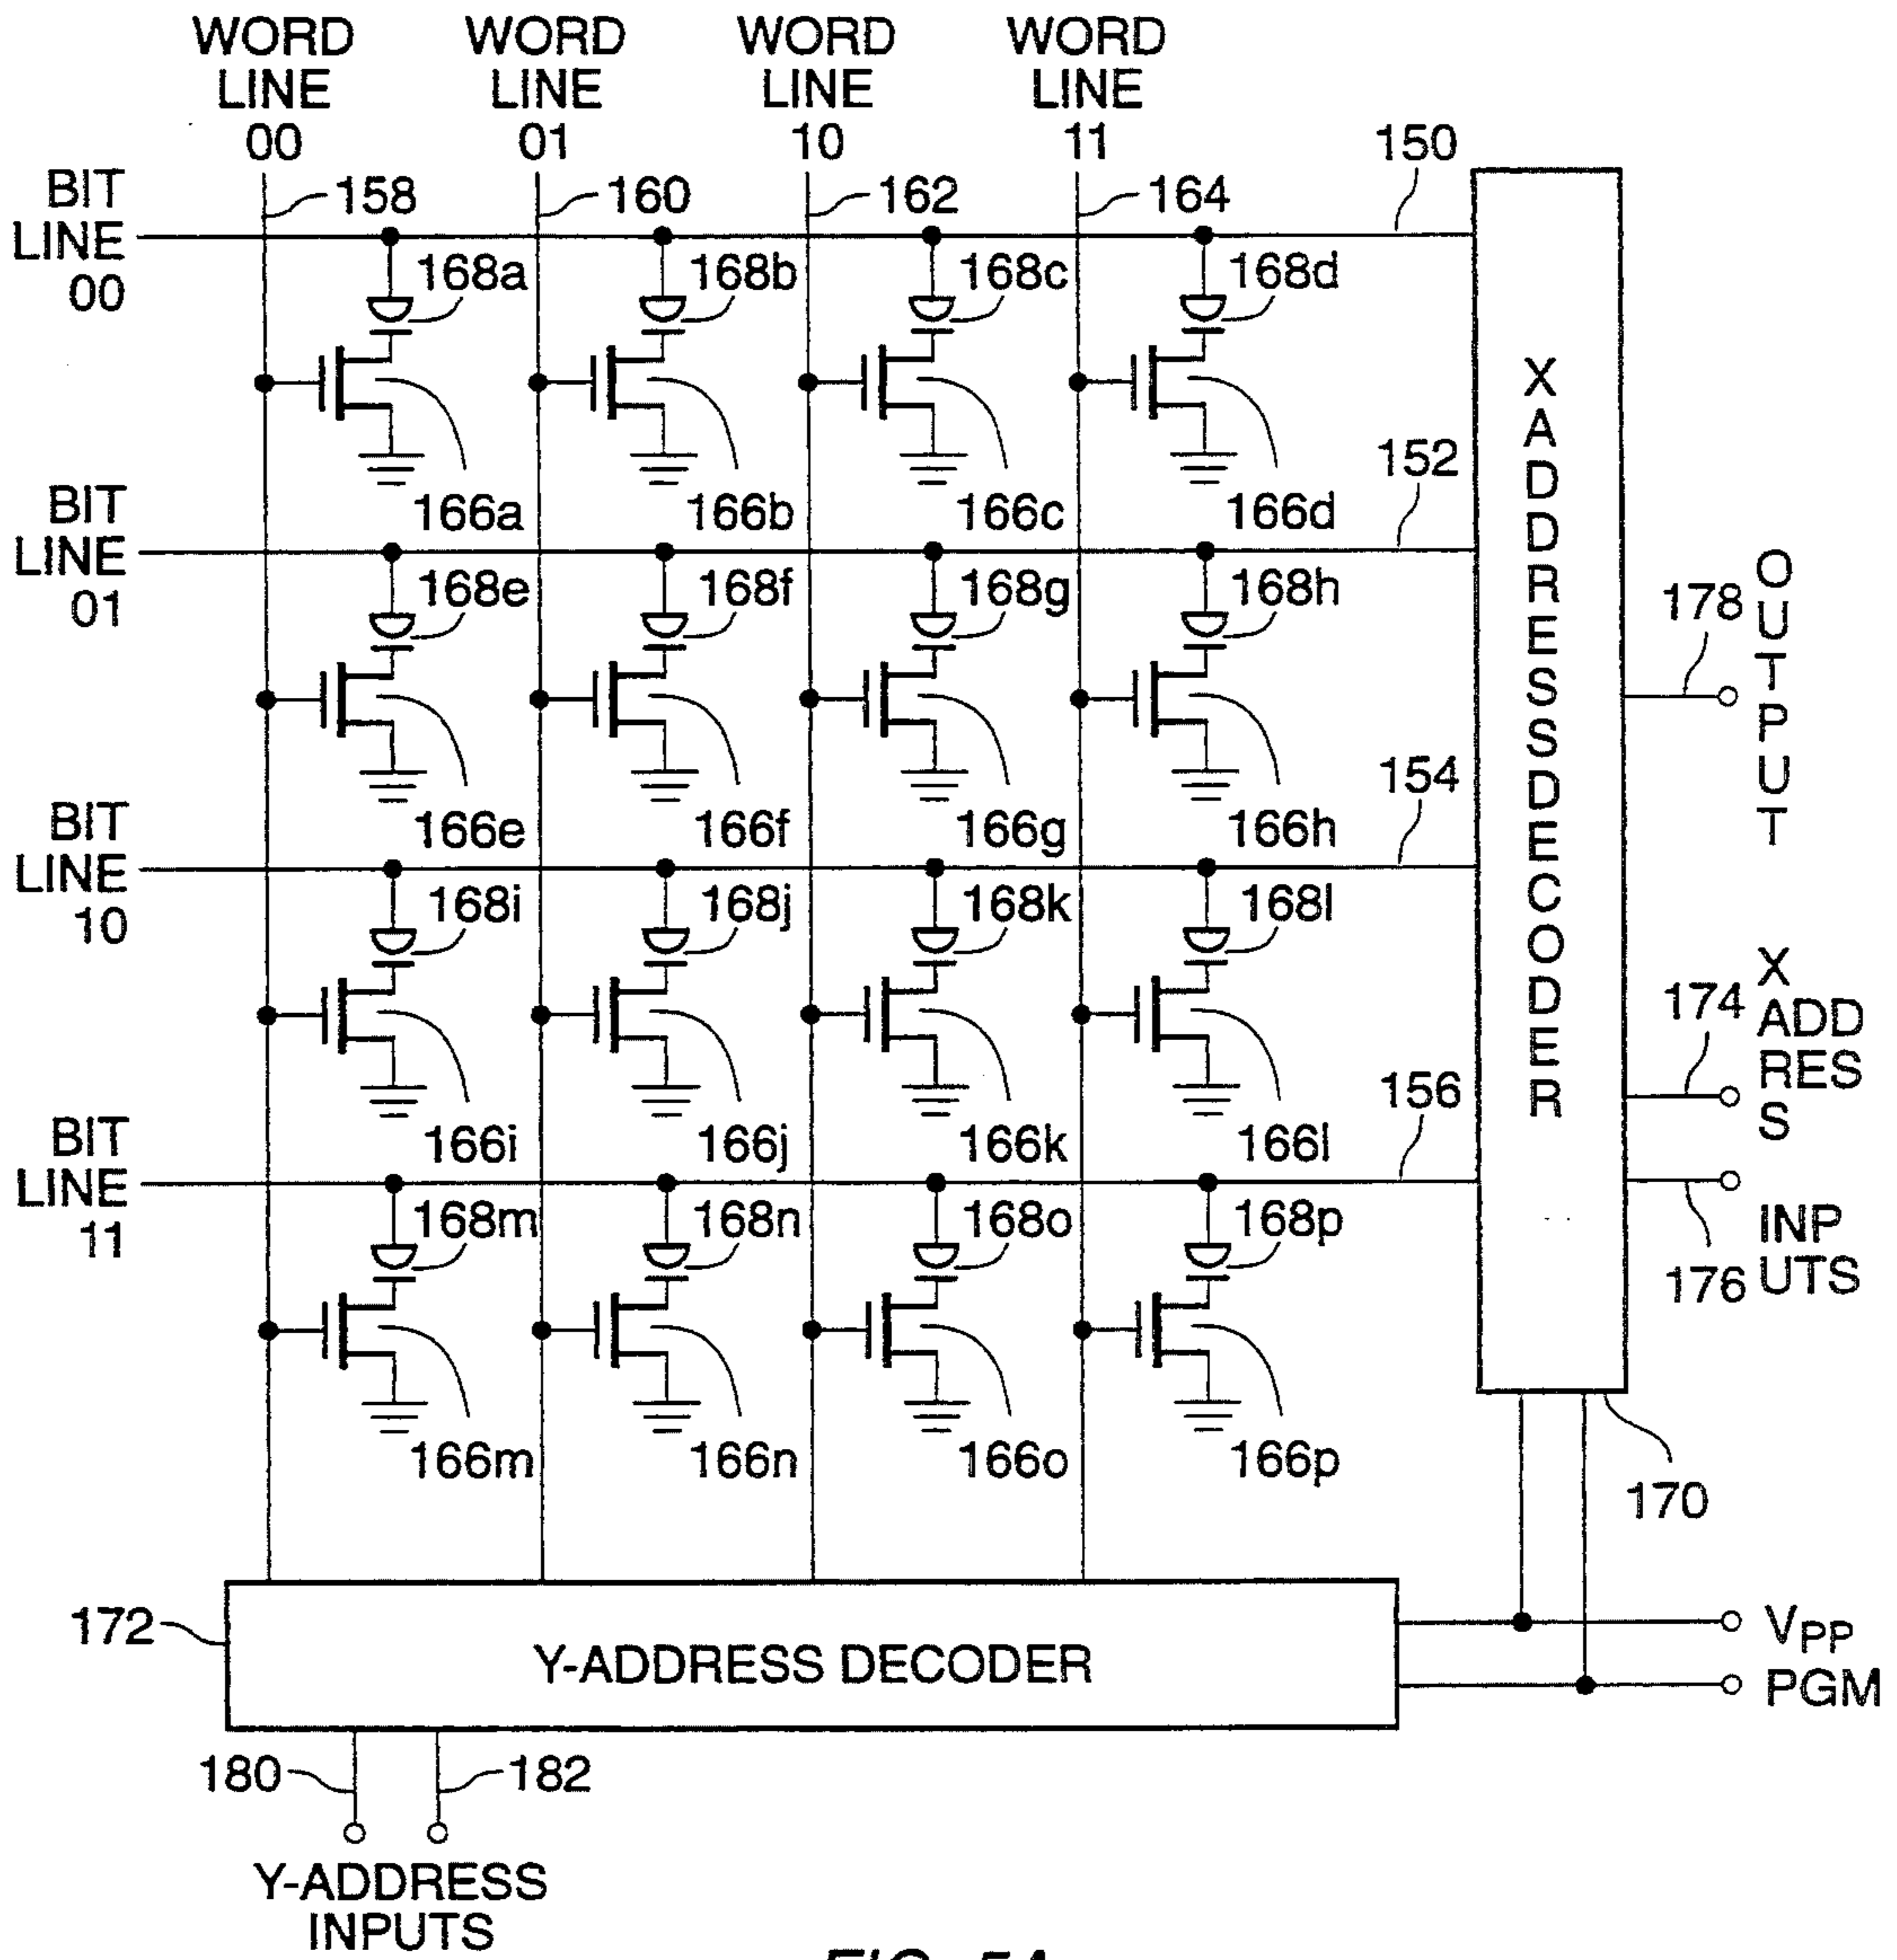 WORD LINE 00
WORD LINE 01
WORD LINE 10
WORD LINE 11
150
BIT LINE 00
158
160
162
164
168a
168b
168c
168d
152
166a
166b
166c
166d
BIT LINE 01
168e
168f
168g
168h
154
166e
166f
166g
166h
BIT LINE 10
168i
168j
168k
168l
156
166i
166j
166k
166l
BIT LINE 11
168m
168n
168o
168p
166m
166n
166o
166p
X ADDRESS DECODER
178
OUTPUT
174
X
ADD
RES
S
INP
UTS
176
170
172
Y-ADDRESS DECODER
VPP
PGM
180
182
Y-ADDRESS
INPUTS